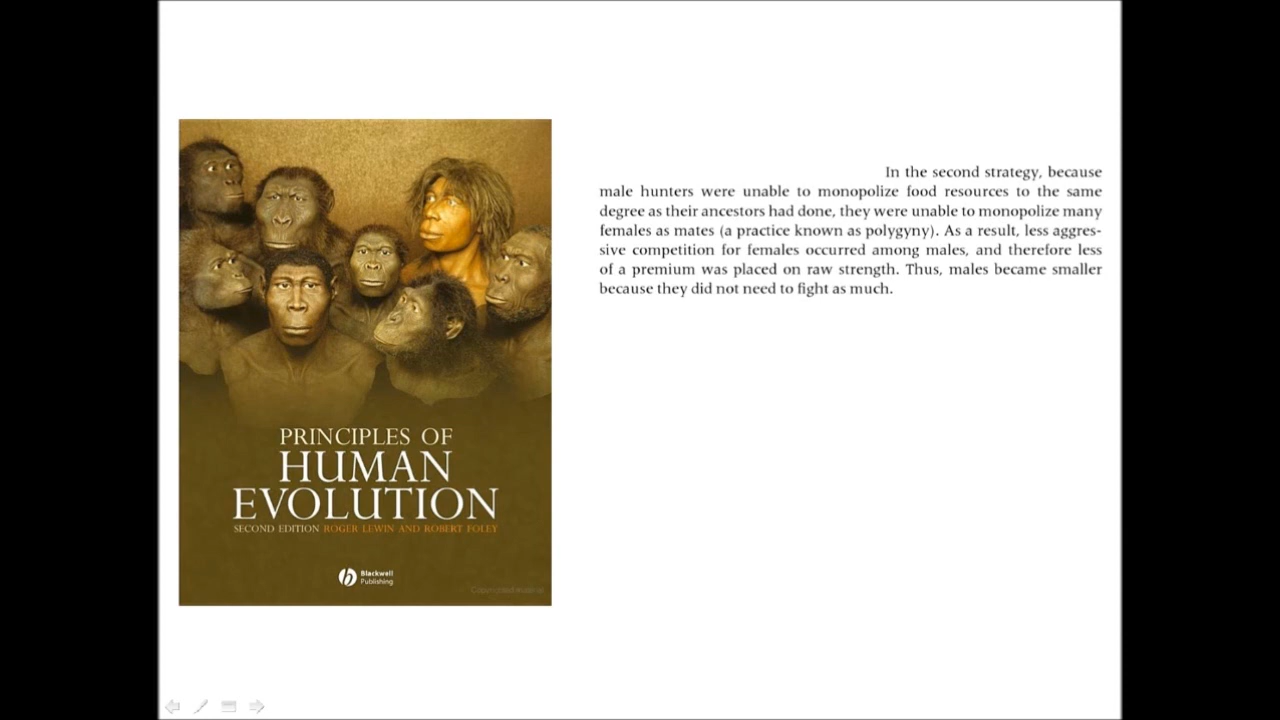 In the second strategy, because
male hunters were unable to monopolize food resources to the same
degree as their ancestors had done, they were unable to monopolize many
females as mates (a practice known as polygyny). As a result, less aggres-
sive competition for females occurred among males, and therefore less
of a premium was placed on raw strength. Thus, males became smaller
because they did not need to fight as much.
PRINCIPLES OF
HUMAN
EVOLUTION
SECOND EDITION ROGER LEWIN AND ROBERT FOLEY
b Blackwell
Publishing
Copyrighted material